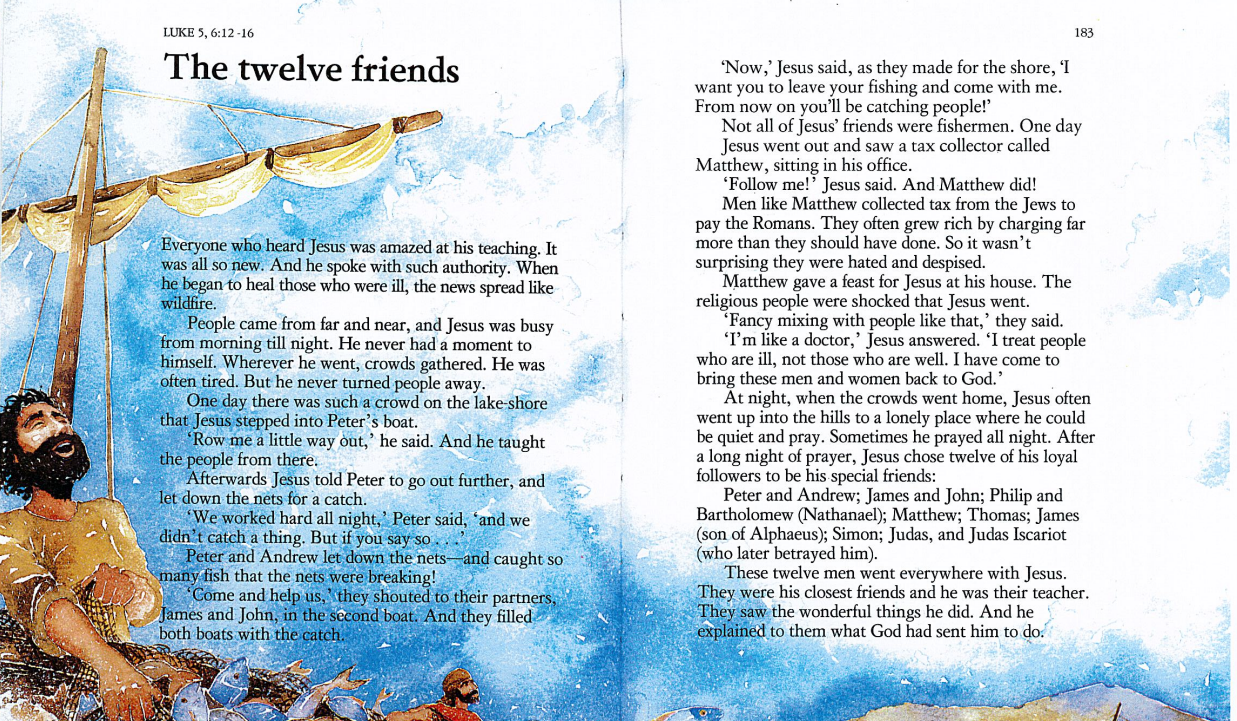 LUKE 5, 6:12-16
The twelve friends
Everyone who heard Jesus was amazed at his teaching. It
was all so new. And he spoke with such authority. When
he began to heal those who were ill, the news spread like
wildfire.
People came from far and near, and Jesus was busy
from morning till night. He never had a moment to
himself. Wherever he went, crowds gathered. He was
often tired. But he never turned people away.
One day there was such a crowd on the lake-shore
that Jesus stepped into Peter's boat.
‘Row me a little way out,’ he said. And he taught
the people from there.
Afterwards Jesus told Peter to go out further, and
let down the nets for a catch.
‘We worked hard all night,’ Peter said, ‘and we
didn't catch a thing. But if you say so . . .’
Peter and Andrew let down the nets—and caught so
many fish that the nets were breaking!
‘Come and help us,’ they shouted to their partners,
James and John, in the second boat. And they filled
both boats with the catch.
183
‘Now,’ Jesus said, as they made for the shore, ‘I
want you to leave your fishing and come with me.
From now on you'll be catching people!’
Not all of Jesus’ friends were fishermen. One day
Jesus went out and saw a tax collector called
Matthew, sitting in his office.
‘Follow me!’ Jesus said. And Matthew did!
Men like Matthew collected tax from the Jews to
pay the Romans. They often grew rich by charging far
more than they should have done. So it wasn't
surprising they were hated and despised.
Matthew gave a feast for Jesus at his house. The
religious people were shocked that Jesus went.
‘Fancy mixing with people like that,’ they said.
‘I'm like a doctor,’ Jesus answered. ‘I treat people
who are ill, not those who are well. I have come to
bring these men and women back to God.’
At night, when the crowds went home, Jesus often
went up into the hills to a lonely place where he could
be quiet and pray. Sometimes he prayed all night. After
a long night of prayer, Jesus chose twelve of his loyal
followers to be his special friends:
Peter and Andrew; James and John; Philip and
Bartholomew (Nathanael); Matthew; Thomas; James
(son of Alphaeus); Simon; Judas, and Judas Iscariot
(who later betrayed him).
These twelve men went everywhere with Jesus.
They were his closest friends and he was their teacher.
They saw the wonderful things he did. And he
explained to them what God had sent him to do.